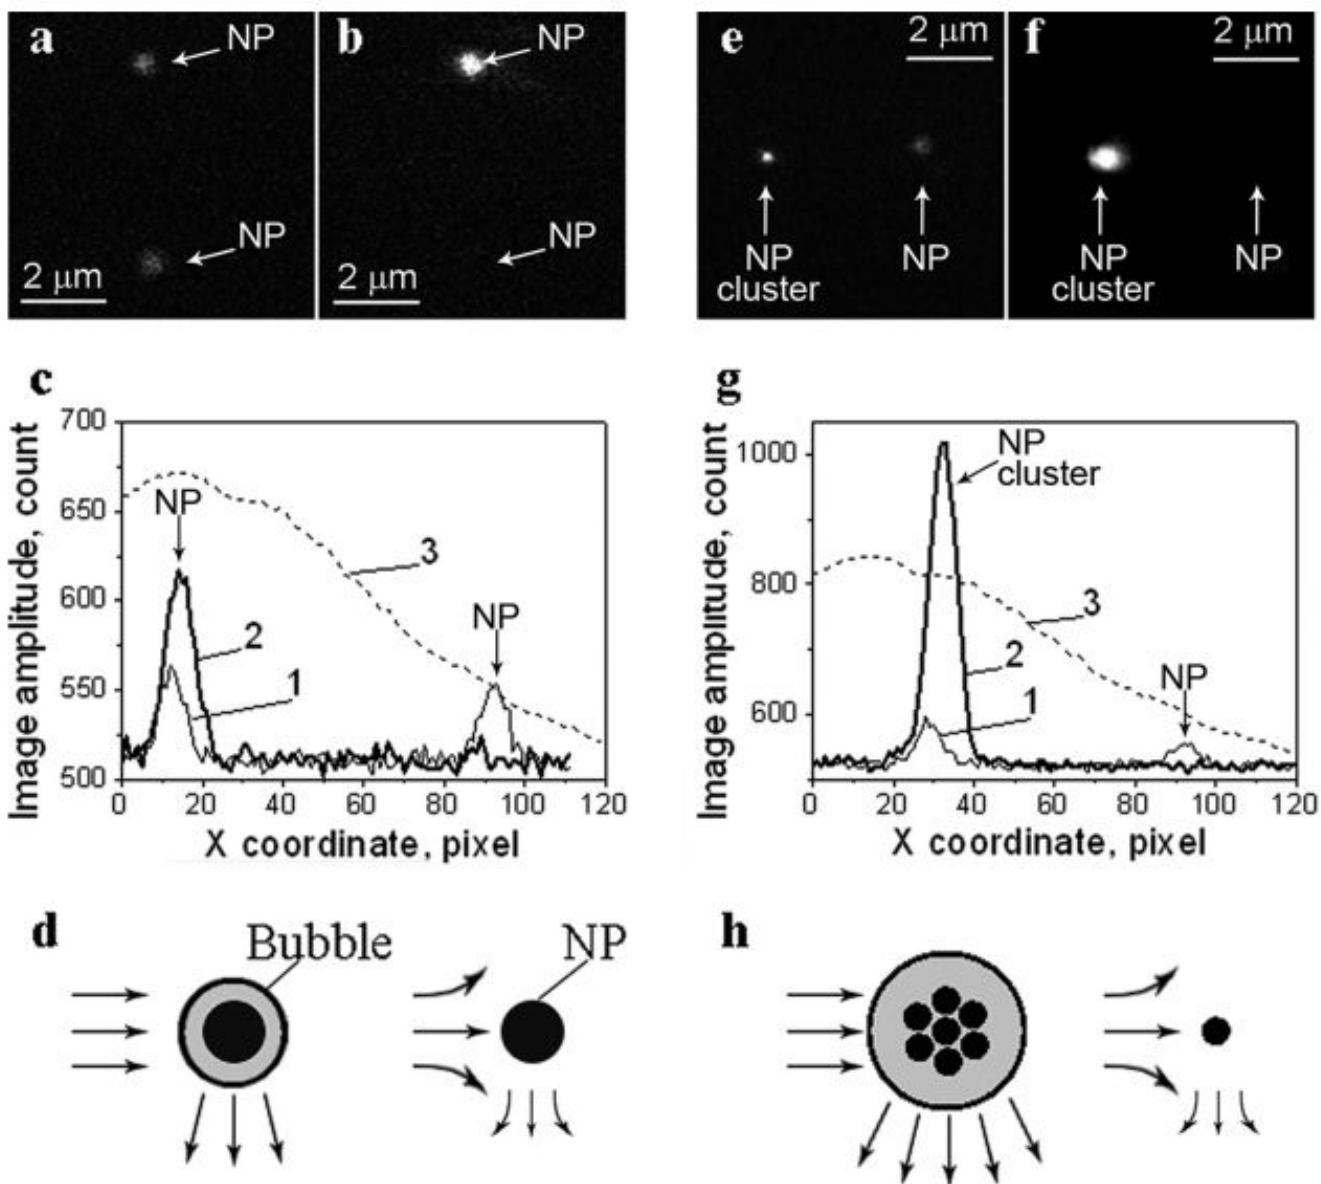 a
NP
NP
2 μm
b
NP
NP
2 μm
e
2 μm
NP
cluster
NP
f
2 μm
NP
cluster
NP
c
Image amplitude, count
700
650
600
550
500
NP
NP
3
2
1
0 20 40 60 80 100 120
X coordinate, pixel
g
Image amplitude, count
1000
800
600
NP
cluster
3
2
1
NP
0 20 40 60 80 100 120
X coordinate, pixel
d
Bubble
NP
h